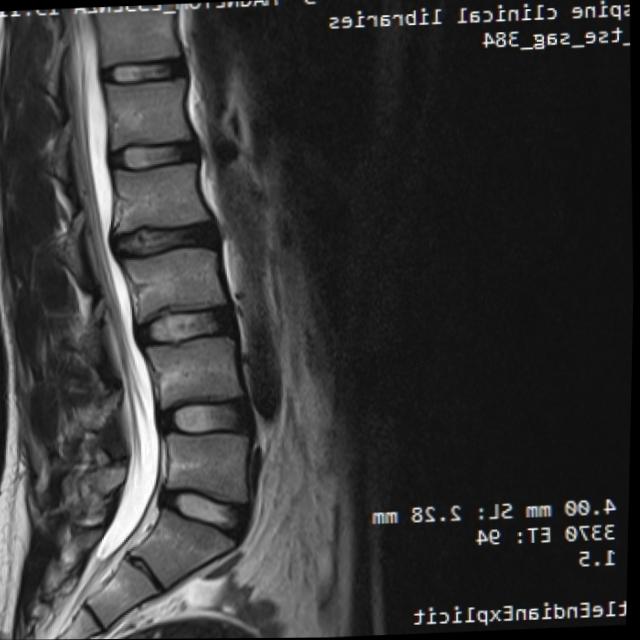 spine clinical libraries
_tse_sag_384
4.00 mm SL: 2.28 mm
3370 ET: 94
1.5
tleEndianExplicit